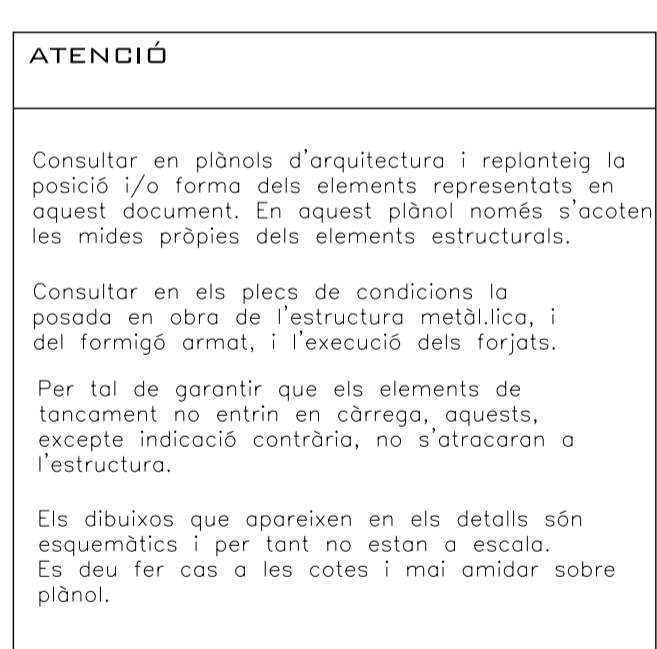 ATENCIÓ
Consultar en plànols d'arquitectura i replanteig la
posició i/o forma dels elements representats en
aquest document. En aquest plànol només s'acoten
les mides pròpies dels elements estructurals.
Consultar en els plecs de condicions la
posada en obra de l'estructura metàl.lica, i
del formigó armat, i l'execució dels forjats.
Per tal de garantir que els elements de
tancament no entrin en càrrega, aquests,
excepte indicació contrària, no s'atracaran a
l'estructura.
Els dibuixos que apareixen en els detalls són
esquemàtics i per tant no estan a escala.
Es deu fer cas a les cotes i mai amidar sobre
plànol.